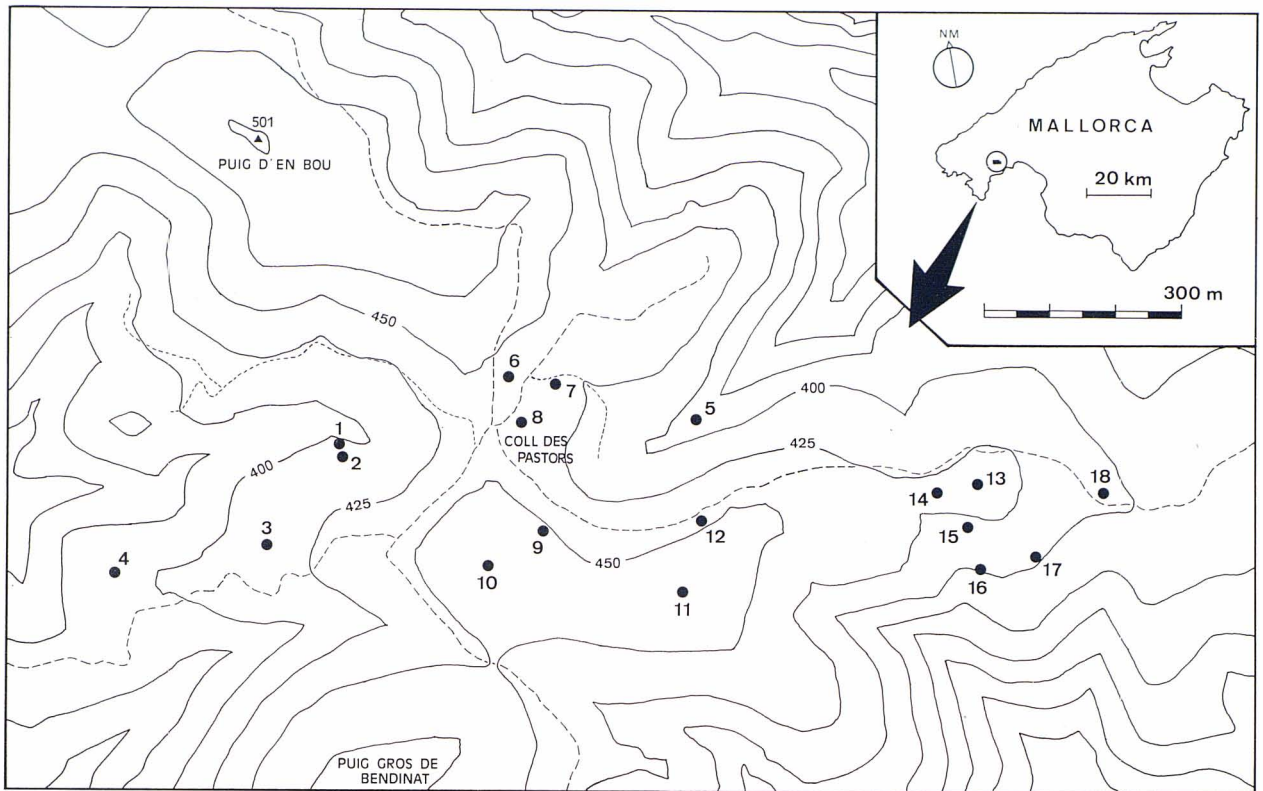 NM
MALLORCA
20 km
300 m
501
PUIG D'EN BOU
450
6
7
5
8
COLL DES
PASTORS
400
1
2
400
425
425
3
4
9
10
450
12
11
13
14
15
16
17
18
PUIG GROS DE
BENDINAT